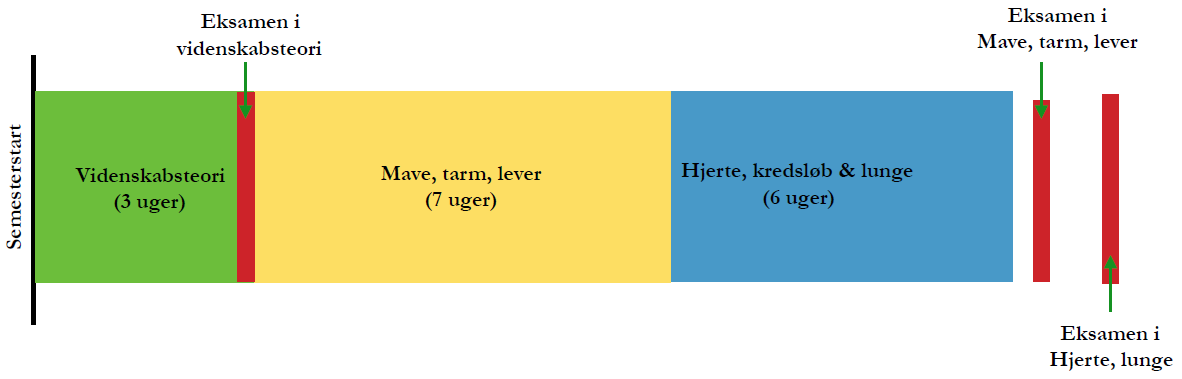 Eksamen i
videnskabsteori
Eksamen i
Mave, tarm, lever
Semesterstart
Videnskabsteori
(3 uger)
Mave, tarm, lever
(7 uger)
Hjerte, kredsløb & lunge
(6 uger)
Eksamen i
Hjerte, lunge